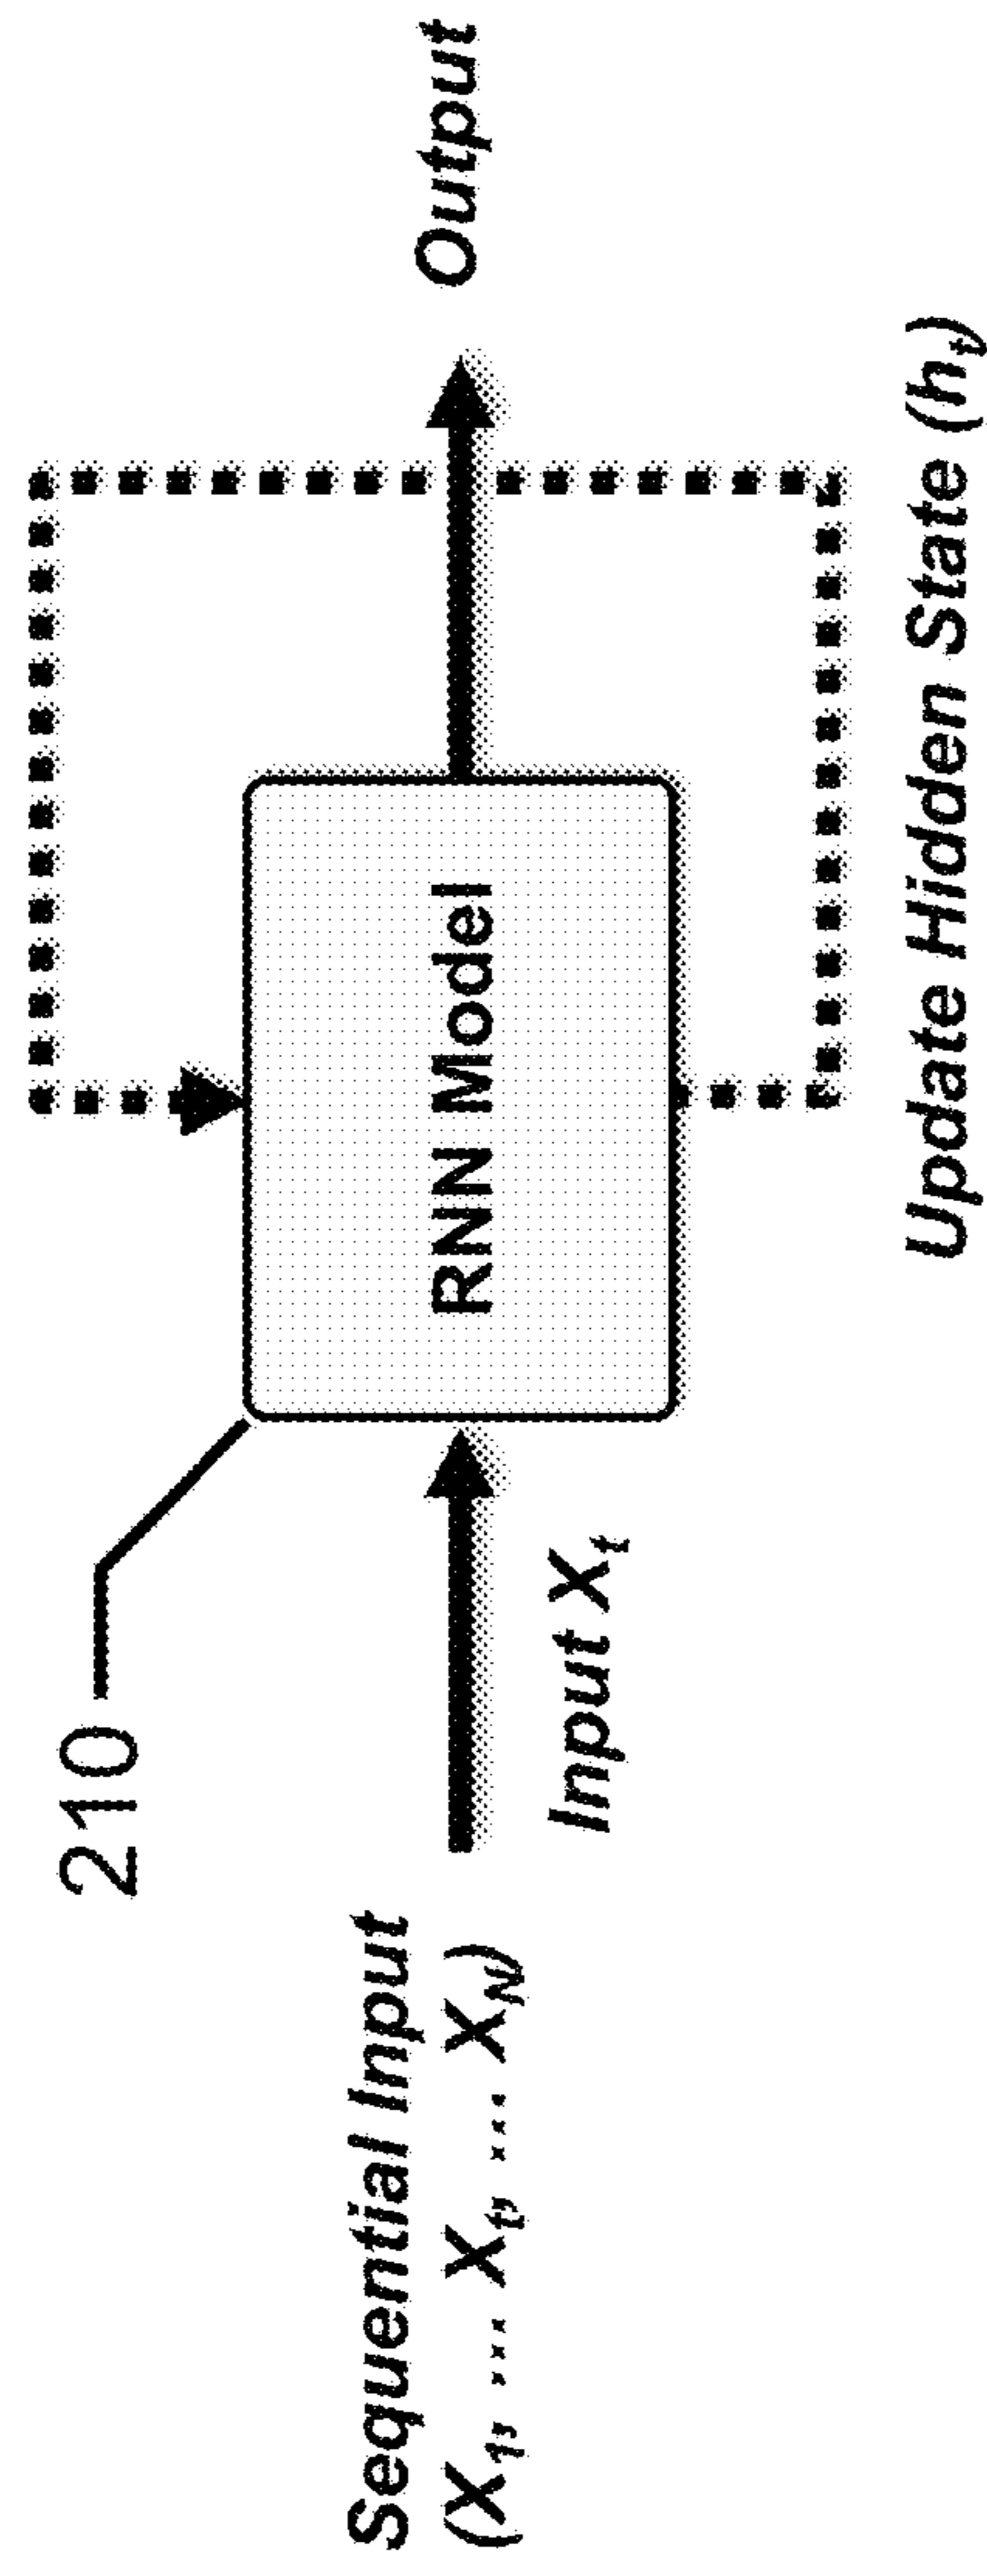 210
Sequential Input
(X1, ... Xt, ... XN)
Input Xt
RNN Model
Output
Update Hidden State (ht)